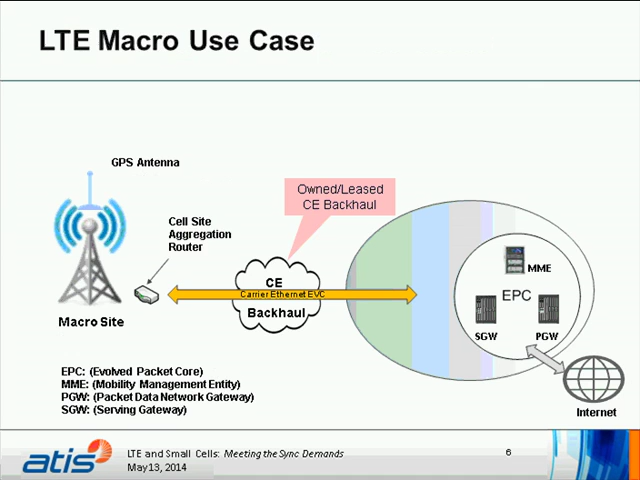 LTE Macro Use Case
GPS Antenna
Owned/Leased
CE Backhaul
Cell Site
Aggregation
Router
CE
Carrier Ethernet EVC
Backhaul
Macro Site
MME
EPC
SGW
PGW
Internet
EPC: (Evolved Packet Core)
MME: (Mobility Management Entity)
PGW: (Packet Data Network Gateway)
SGW: (Serving Gateway)
atis
LTE and Small Cells: Meeting the Sync Demands
May13, 2014
6